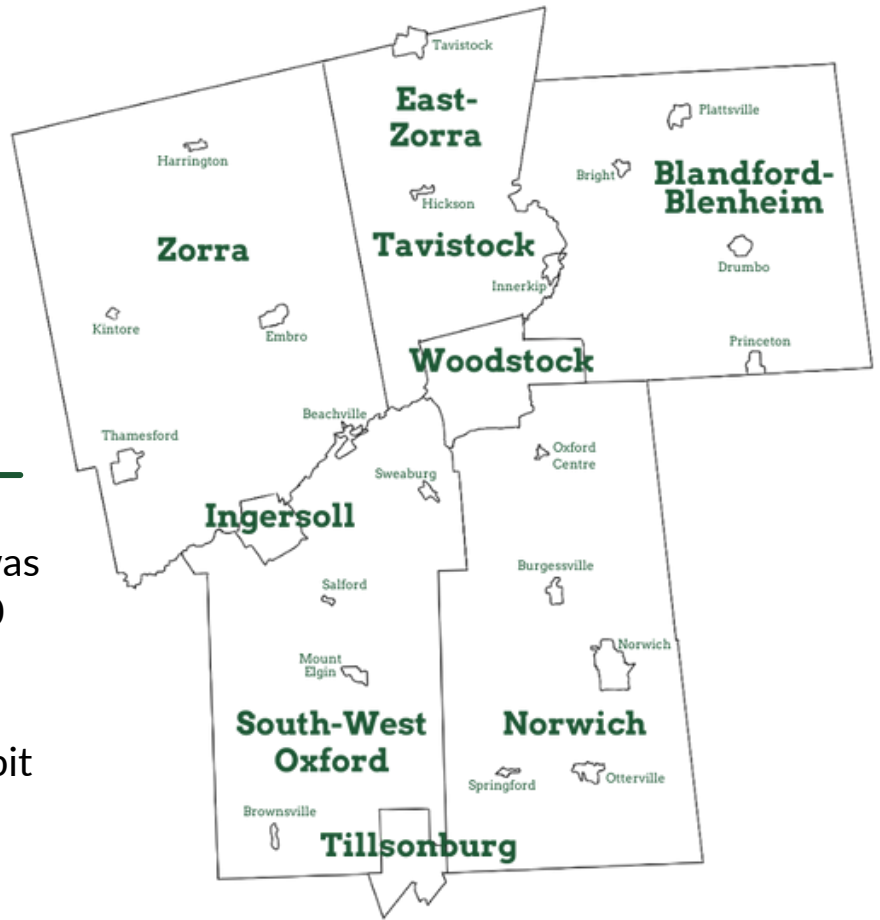 Tavistock
East-
Zorra
Plattsville
Harrington
Bright
Blandford-
Blenheim
Hickson
Zorra
Tavistock
Drumbo
Innerkip
Kintore
Embro
Princeton
Woodstock
Beachville
Thamesford
Oxford
Centre
Sweaburg
Ingersoll
Burgessville
Salford
Norwich
Mount
Elgin
South-West
Oxford
Norwich
Springford
Otterville
Brownsville
Tillsonburg